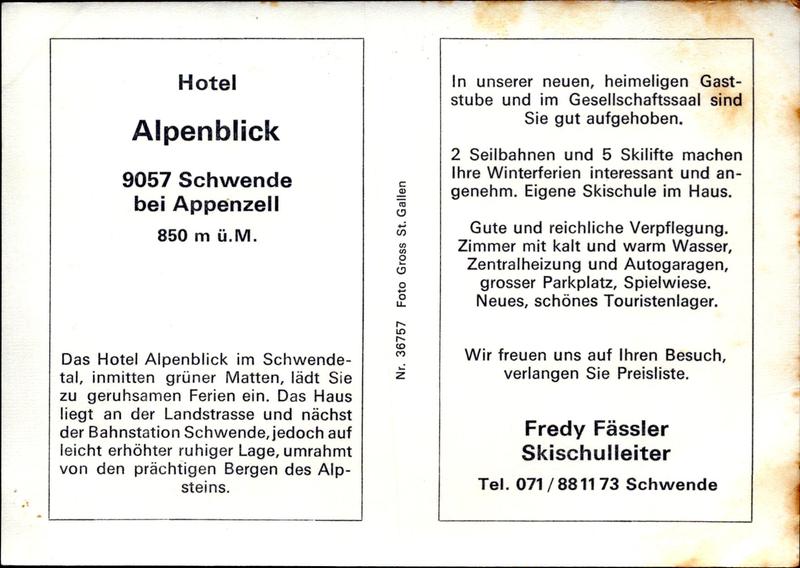 Hotel
Alpenblick
9057 Schwende
bei Appenzell
850 m ü.M.
Das Hotel Alpenblick im Schwende-
tal, inmitten grüner Matten, lädt Sie
zu geruhsamen Ferien ein. Das Haus
liegt an der Landstrasse und nächst
der Bahnstation Schwende, jedoch auf
leicht erhöhter ruhiger Lage, umrahmt
von den prächtigen Bergen des Alp-
steins.
Nr. 36757 Foto Gross St. Gallen
In unserer neuen, heimeligen Gast-
stube und im Gesellschaftssaal sind
Sie gut aufgehoben.
2 Seilbahnen und 5 Skilifte machen
Ihre Winterferien interessant und an-
genehm. Eigene Skischule im Haus.
Gute und reichliche Verpflegung.
Zimmer mit kalt und warm Wasser,
Zentralheizung und Autogaragen,
grosser Parkplatz, Spielwiese.
Neues, schönes Touristenlager.
Wir freuen uns auf Ihren Besuch,
verlangen Sie Preisliste.
Fredy Fässler
Skischulleiter
Tel. 071/88 11 73 Schwende